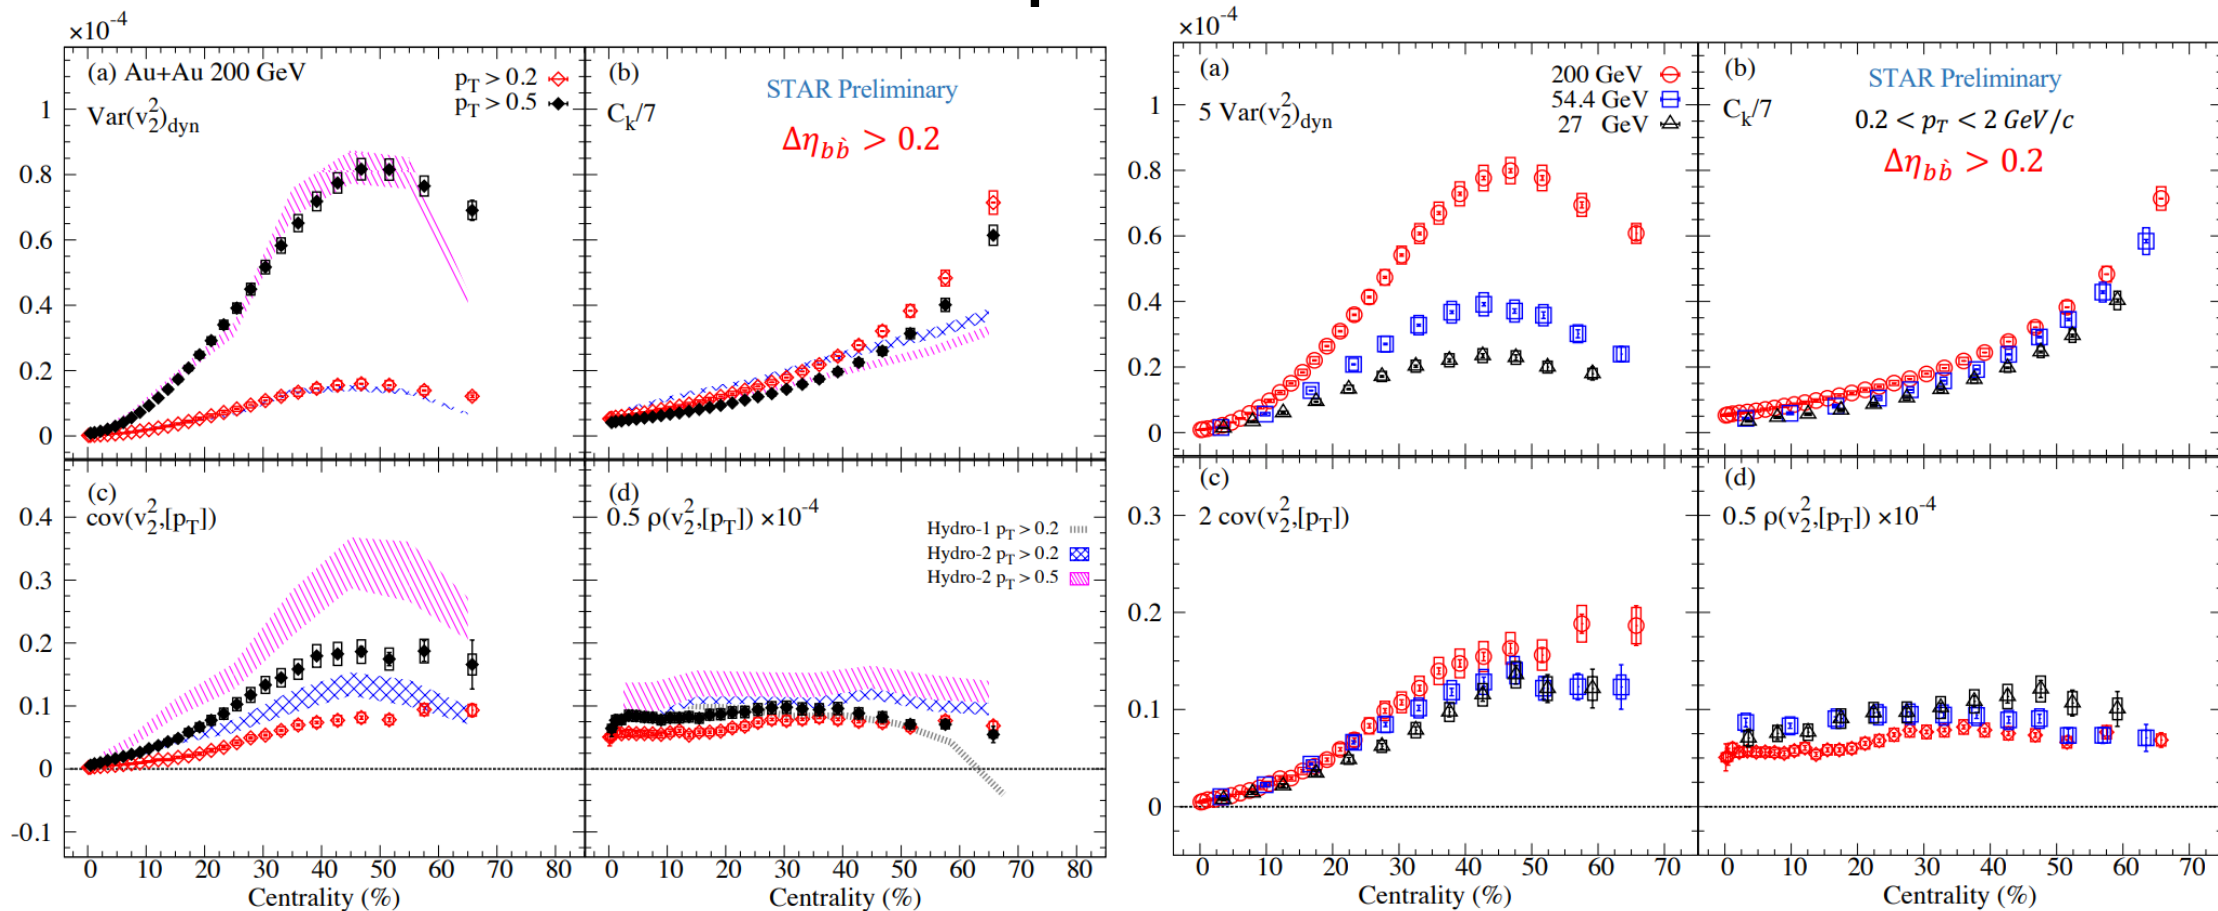 ×10-4
(a) Au+Au 200 GeV
Var(v₂²)dyn
pT > 0.2
pT > 0.5
(b)
Ck/7
STAR Preliminary
Δηbb̀ > 0.2
1
0.8
0.6
0.4
0.2
0
(c)
cov(v₂²,[pT])
(d)
0.5 ρ(v₂²,[pT]) ×10-4
Hydro-1 pT > 0.2
Hydro-2 pT > 0.2
Hydro-2 pT > 0.5
0.4
0.3
0.2
0.1
0
-0.1
0 10 20 30 40 50 60 70 80
0 10 20 30 40 50 60 70 80
Centrality (%)
Centrality (%)
×10-4
(a)
5 Var(v₂²)dyn
200 GeV
54.4 GeV
27 GeV
(b)
Ck/7
STAR Preliminary
0.2 < pT < 2 GeV/c
Δηbb̀ > 0.2
1
0.8
0.6
0.4
0.2
0
(c)
2 cov(v₂²,[pT])
(d)
0.5 ρ(v₂²,[pT]) ×10-4
0.3
0.2
0.1
0
0 10 20 30 40 50 60 70
0 10 20 30 40 50 60 70
Centrality (%)
Centrality (%)